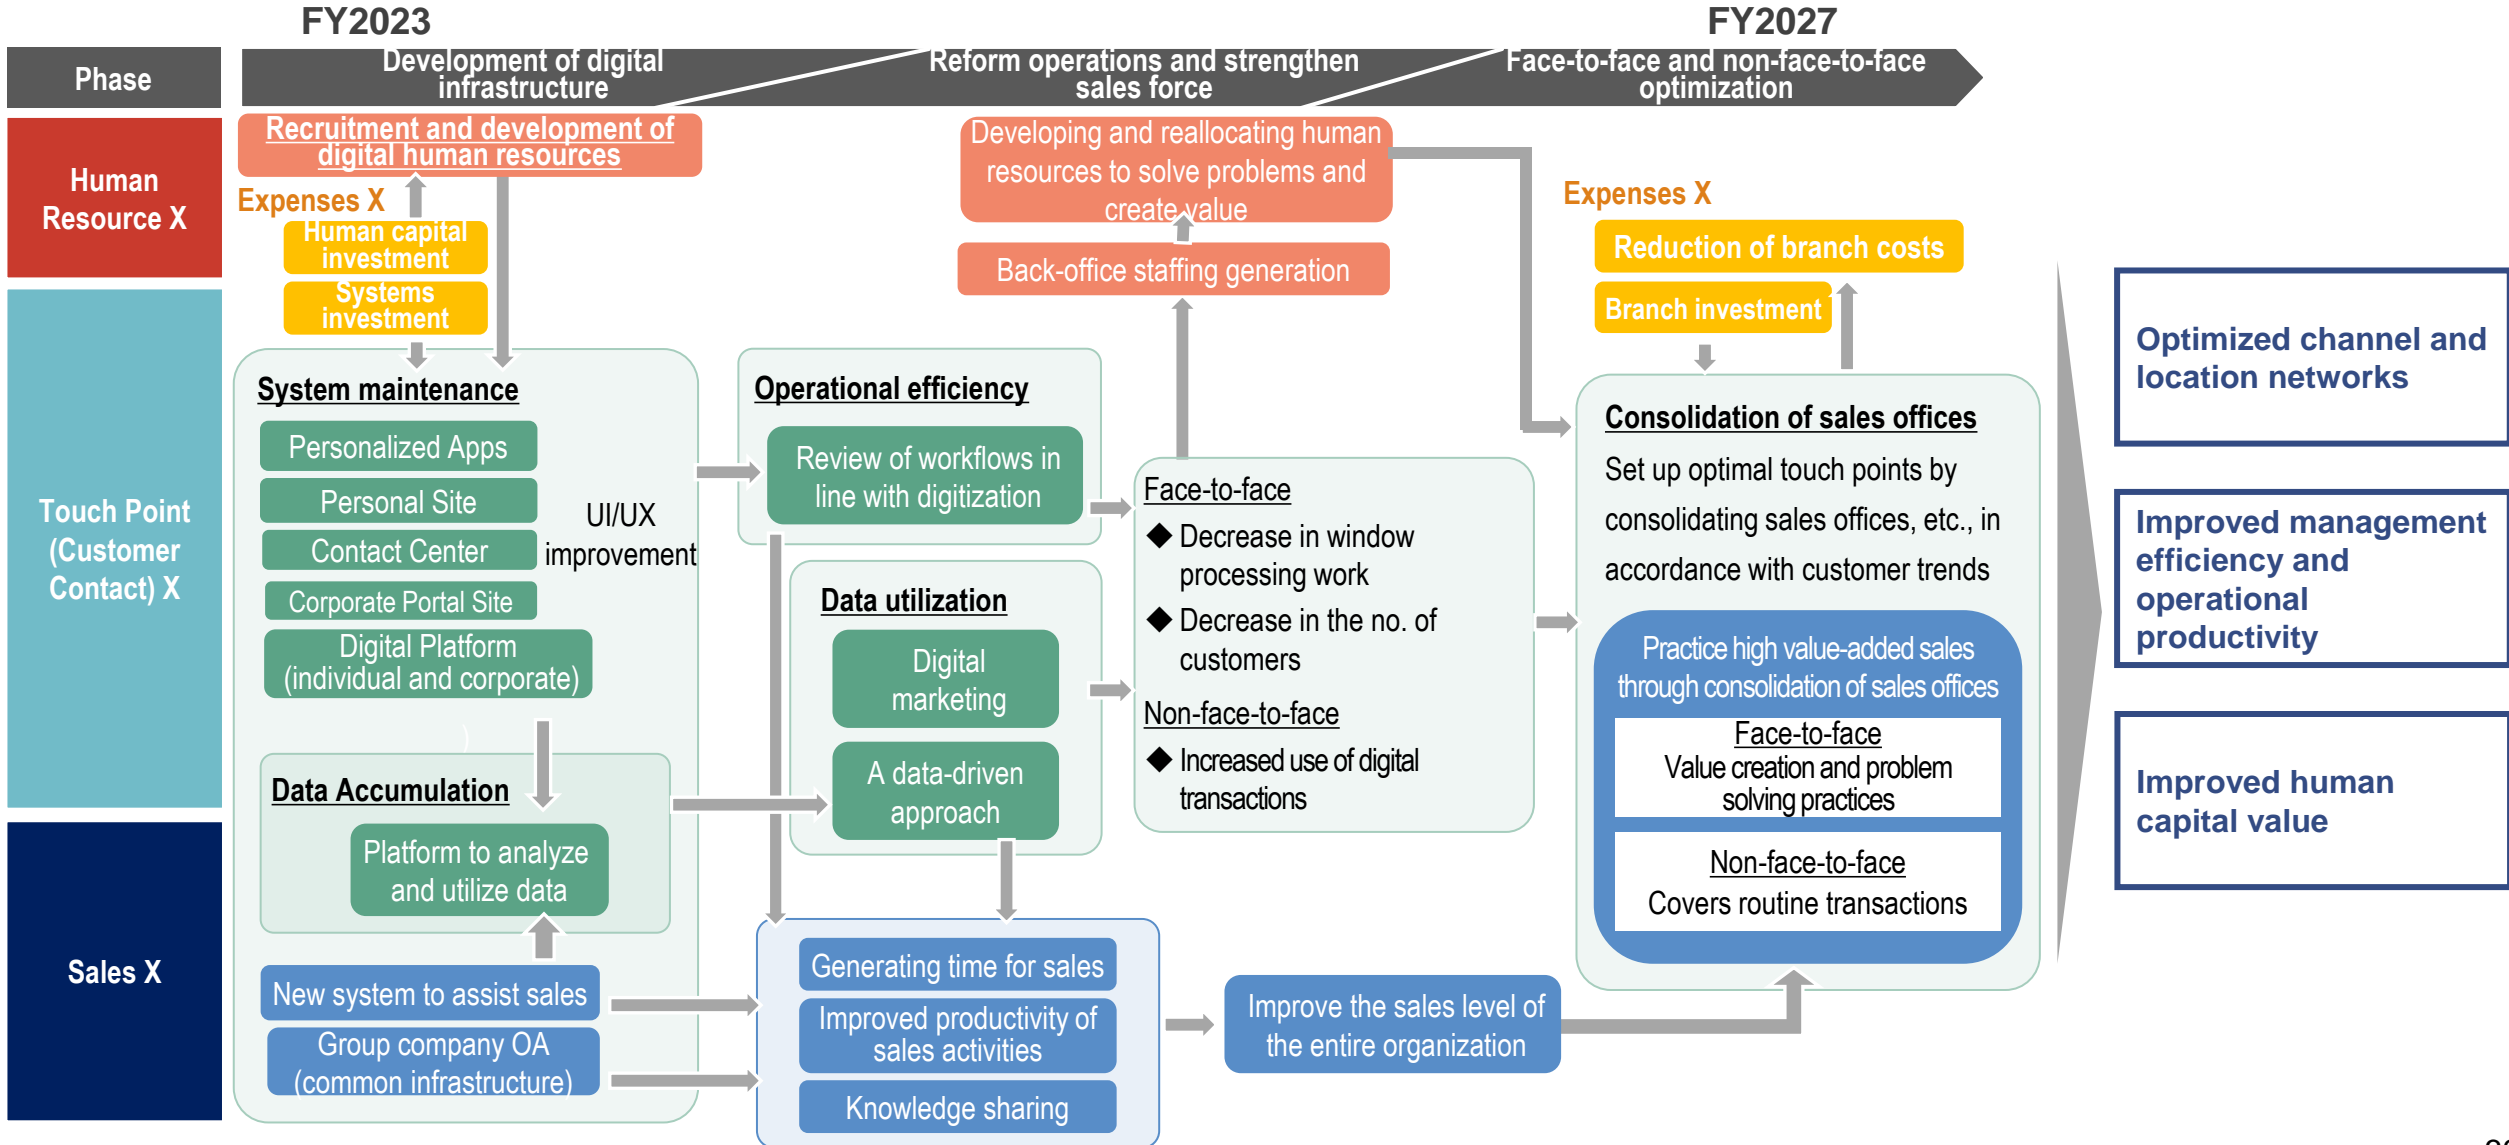 FY2023
FY2027
Phase
Development of digital
infrastructure
Reform operations and strengthen
sales force
Face-to-face and non-face-to-face
optimization
Human
Resource X
Recruitment and development of
digital human resources
Expenses X
Human capital
investment
Systems
investment
Developing and reallocating human
resources to solve problems and
create value
Back-office staffing generation
Expenses X
Reduction of branch costs
Branch investment
Touch Point
(Customer
Contact) X
System maintenance
Personalized Apps
Personal Site
Contact Center
Corporate Portal Site
Digital Platform
(individual and corporate)
UI/UX
improvement
)
Data Accumulation
Platform to analyze
and utilize data
Operational efficiency
Review of workflows in
line with digitization
Data utilization
Digital
marketing
A data-driven
approach
Face-to-face
◆ Decrease in window
processing work
◆ Decrease in the no. of
customers
Non-face-to-face
◆ Increased use of digital
transactions
Consolidation of sales offices
Set up optimal touch points by
consolidating sales offices, etc., in
accordance with customer trends
Practice high value-added sales
through consolidation of sales offices
Face-to-face
Value creation and problem
solving practices
Non-face-to-face
Covers routine transactions
Sales X
New system to assist sales
Group company OA
(common infrastructure)
Generating time for sales
Improved productivity of
sales activities
Knowledge sharing
Improve the sales level of
the entire organization
Optimized channel and
location networks
Improved management
efficiency and
operational
productivity
Improved human
capital value